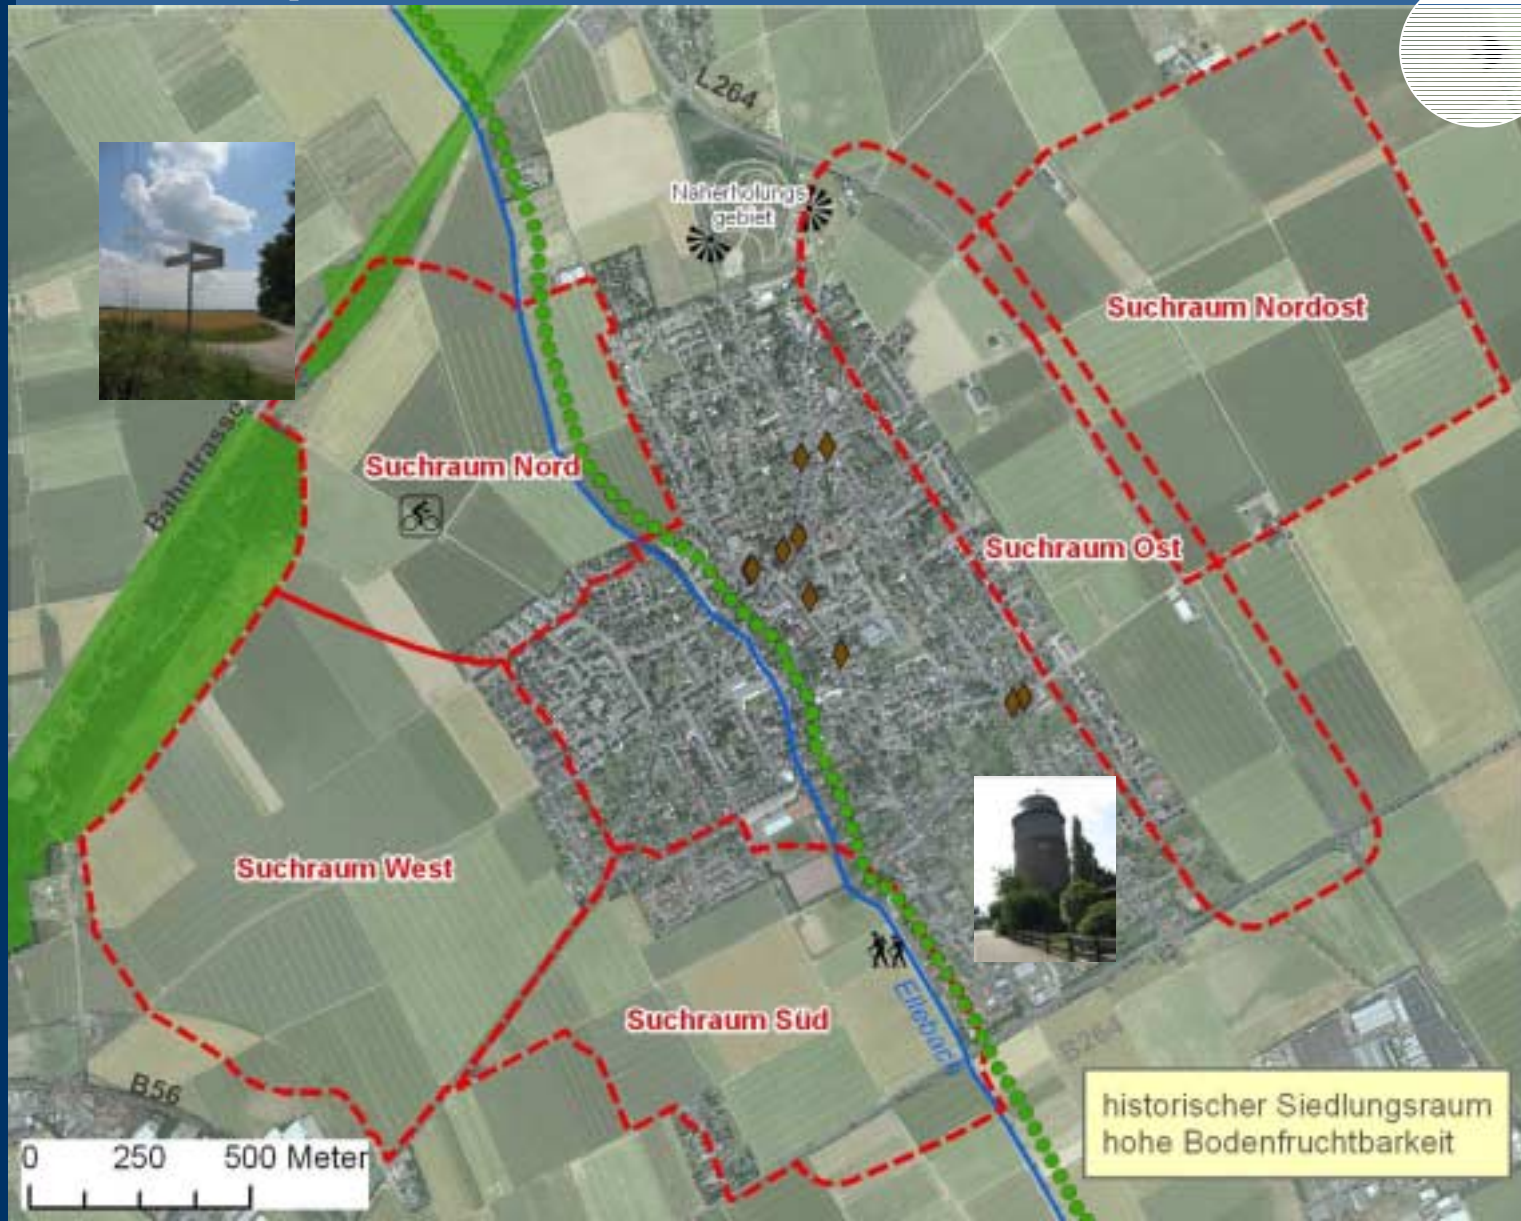 L264
Naherholungs
gebiet
Suchraum Nordost
Bahntrasse
Suchraum Nord
Suchraum Ost
Suchraum West
Suchraum Süd
Ellebach
B264
B56
historischer Siedlungsraum
hohe Bodenfruchtbarkeit
0 250 500 Meter